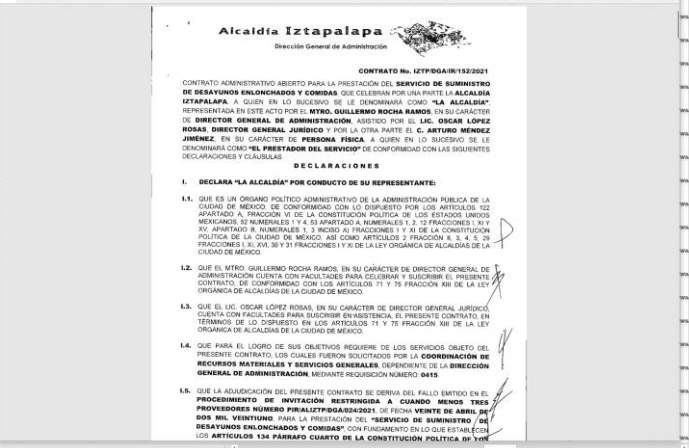 Alcaldía Iztapalapa
Dirección General de Administración
CONTRATO No. IZTP/DGA/IR/152/2021
CONTRATO ADMINISTRATIVO ABIERTO PARA LA PRESTACIÓN DEL SERVICIO DE SUMINISTRO
DE DESAYUNOS ENLONCHADOS Y COMIDAS, QUE CELEBRAN POR UNA PARTE LA ALCALDÍA
IZTAPALAPA, A QUIEN EN LO SUCESIVO SE LE DENOMINARÁ COMO "LA ALCALDÍA",
REPRESENTADA EN ESTE ACTO POR EL MTRO. GUILLERMO ROCHA RAMOS, EN SU CARÁCTER
DE DIRECTOR GENERAL DE ADMINISTRACIÓN, ASISTIDO POR EL LIC. OSCAR LÓPEZ
ROSAS, DIRECTOR GENERAL JURÍDICO Y POR LA OTRA PARTE EL C. ARTURO MÉNDEZ
JIMÉNEZ, EN SU CARÁCTER DE PERSONA FÍSICA, A QUIEN EN LO SUCESIVO SE LE
DENOMINARÁ COMO "EL PRESTADOR DEL SERVICIO" DE CONFORMIDAD CON LAS SIGUIENTES
DECLARACIONES Y CLÁUSULAS
DECLARACIONES
I. DECLARA "LA ALCALDÍA" POR CONDUCTO DE SU REPRESENTANTE:
I.1. QUE ES UN ÓRGANO POLÍTICO ADMINISTRATIVO DE LA ADMINISTRACIÓN PÚBLICA DE LA
CIUDAD DE MÉXICO, DE CONFORMIDAD CON LO DISPUESTO POR LOS ARTÍCULOS 122
APARTADO A, FRACCIÓN VI DE LA CONSTITUCIÓN POLÍTICA DE LOS ESTADOS UNIDOS
MEXICANOS, 52 NUMERALES 1 Y 4, 53 APARTADO A, NUMERALES 1, 2, 12 FRACCIONES I, XI Y
XV, APARTADO B, NUMERALES 1, 3 INCISO A) FRACCIONES I Y XI DE LA CONSTITUCIÓN
POLÍTICA DE LA CIUDAD DE MÉXICO, ASÍ COMO ARTÍCULOS 2 FRACCIÓN II, 3, 4, 5, 29
FRACCIONES I, XI, XVI, 30 Y 31 FRACCIONES I Y XI DE LA LEY ORGÁNICA DE ALCALDÍAS DE LA
CIUDAD DE MÉXICO.
I.2. QUE EL MTRO. GUILLERMO ROCHA RAMOS, EN SU CARÁCTER DE DIRECTOR GENERAL DE
ADMINISTRACIÓN CUENTA CON FACULTADES PARA CELEBRAR Y SUSCRIBIR EL PRESENTE
CONTRATO, DE CONFORMIDAD CON LOS ARTÍCULOS 71 Y 75 FRACCIÓN XIII DE LA LEY
ORGÁNICA DE ALCALDÍAS DE LA CIUDAD DE MÉXICO.
I.3. QUE EL LIC. OSCAR LÓPEZ ROSAS, EN SU CARÁCTER DE DIRECTOR GENERAL JURÍDICO,
CUENTA CON FACULTADES PARA SUSCRIBIR EN ASISTENCIA, EL PRESENTE CONTRATO, EN
TÉRMINOS DE LO DISPUESTO EN LOS ARTÍCULOS 71 Y 75 FRACCIÓN XIII DE LA LEY
ORGÁNICA DE ALCALDÍAS DE LA CIUDAD DE MÉXICO.
I.4. QUE PARA EL LOGRO DE SUS OBJETIVOS REQUIERE DE LOS SERVICIOS OBJETO DEL
PRESENTE CONTRATO, LOS CUALES FUERON SOLICITADOS POR LA COORDINACIÓN DE
RECURSOS MATERIALES Y SERVICIOS GENERALES, DEPENDIENTE DE LA DIRECCIÓN
GENERAL DE ADMINISTRACIÓN, MEDIANTE REQUISICIÓN NÚMERO: 0415.
I.5. QUE LA ADJUDICACIÓN DEL PRESENTE CONTRATO SE DERIVA DEL FALLO EMITIDO EN EL
PROCEDIMIENTO DE INVITACIÓN RESTRINGIDA A CUANDO MENOS TRES
PROVEEDORES NÚMERO PIR/ALIZTP/DGA/024/2021, DE FECHA VEINTE DE ABRIL DE
DOS MIL VEINTIUNO, PARA LA PRESTACIÓN DEL "SERVICIO DE SUMINISTRO DE
DESAYUNOS ENLONCHADOS Y COMIDAS", CON FUNDAMENTO EN LO QUE ESTABLECEN
LOS ARTÍCULOS 134 PÁRRAFO CUARTO DE LA CONSTITUCIÓN POLÍTICA DE LOS